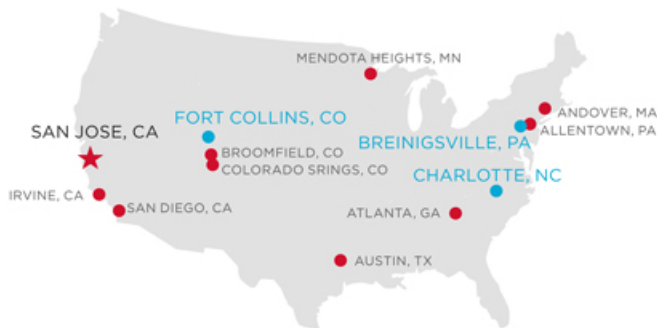 MENDOTA HEIGHTS, MN
FORT COLLINS, CO
ANDOVER, MA
SAN JOSE, CA
ALLENTOWN, PA
BREINIGSVILLE, PA
BROOMFIELD, CO
COLORADO SRINGS, CO
CHARLOTTE, NC
IRVINE, CA
SAN DIEGO, CA
ATLANTA, GA
AUSTIN, TX